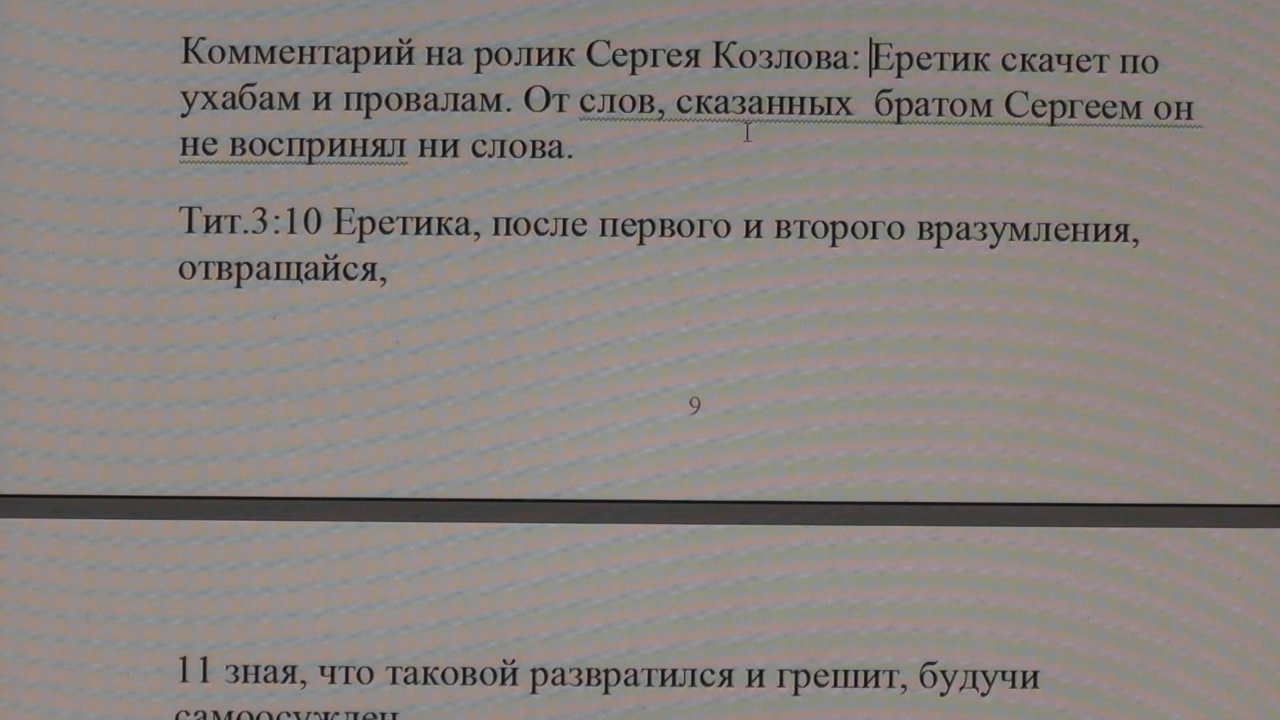 Комментарий на ролик Сергея Козлова: Еретик скачет по
ухабам и провалам. От слов, сказанных  братом Сергеем он
не воспринял ни слова.
Тит.3:10 Еретика, после первого и второго вразумления,
отвращайся,
9
11 зная, что таковой развратился и грешит, будучи
самоосужден